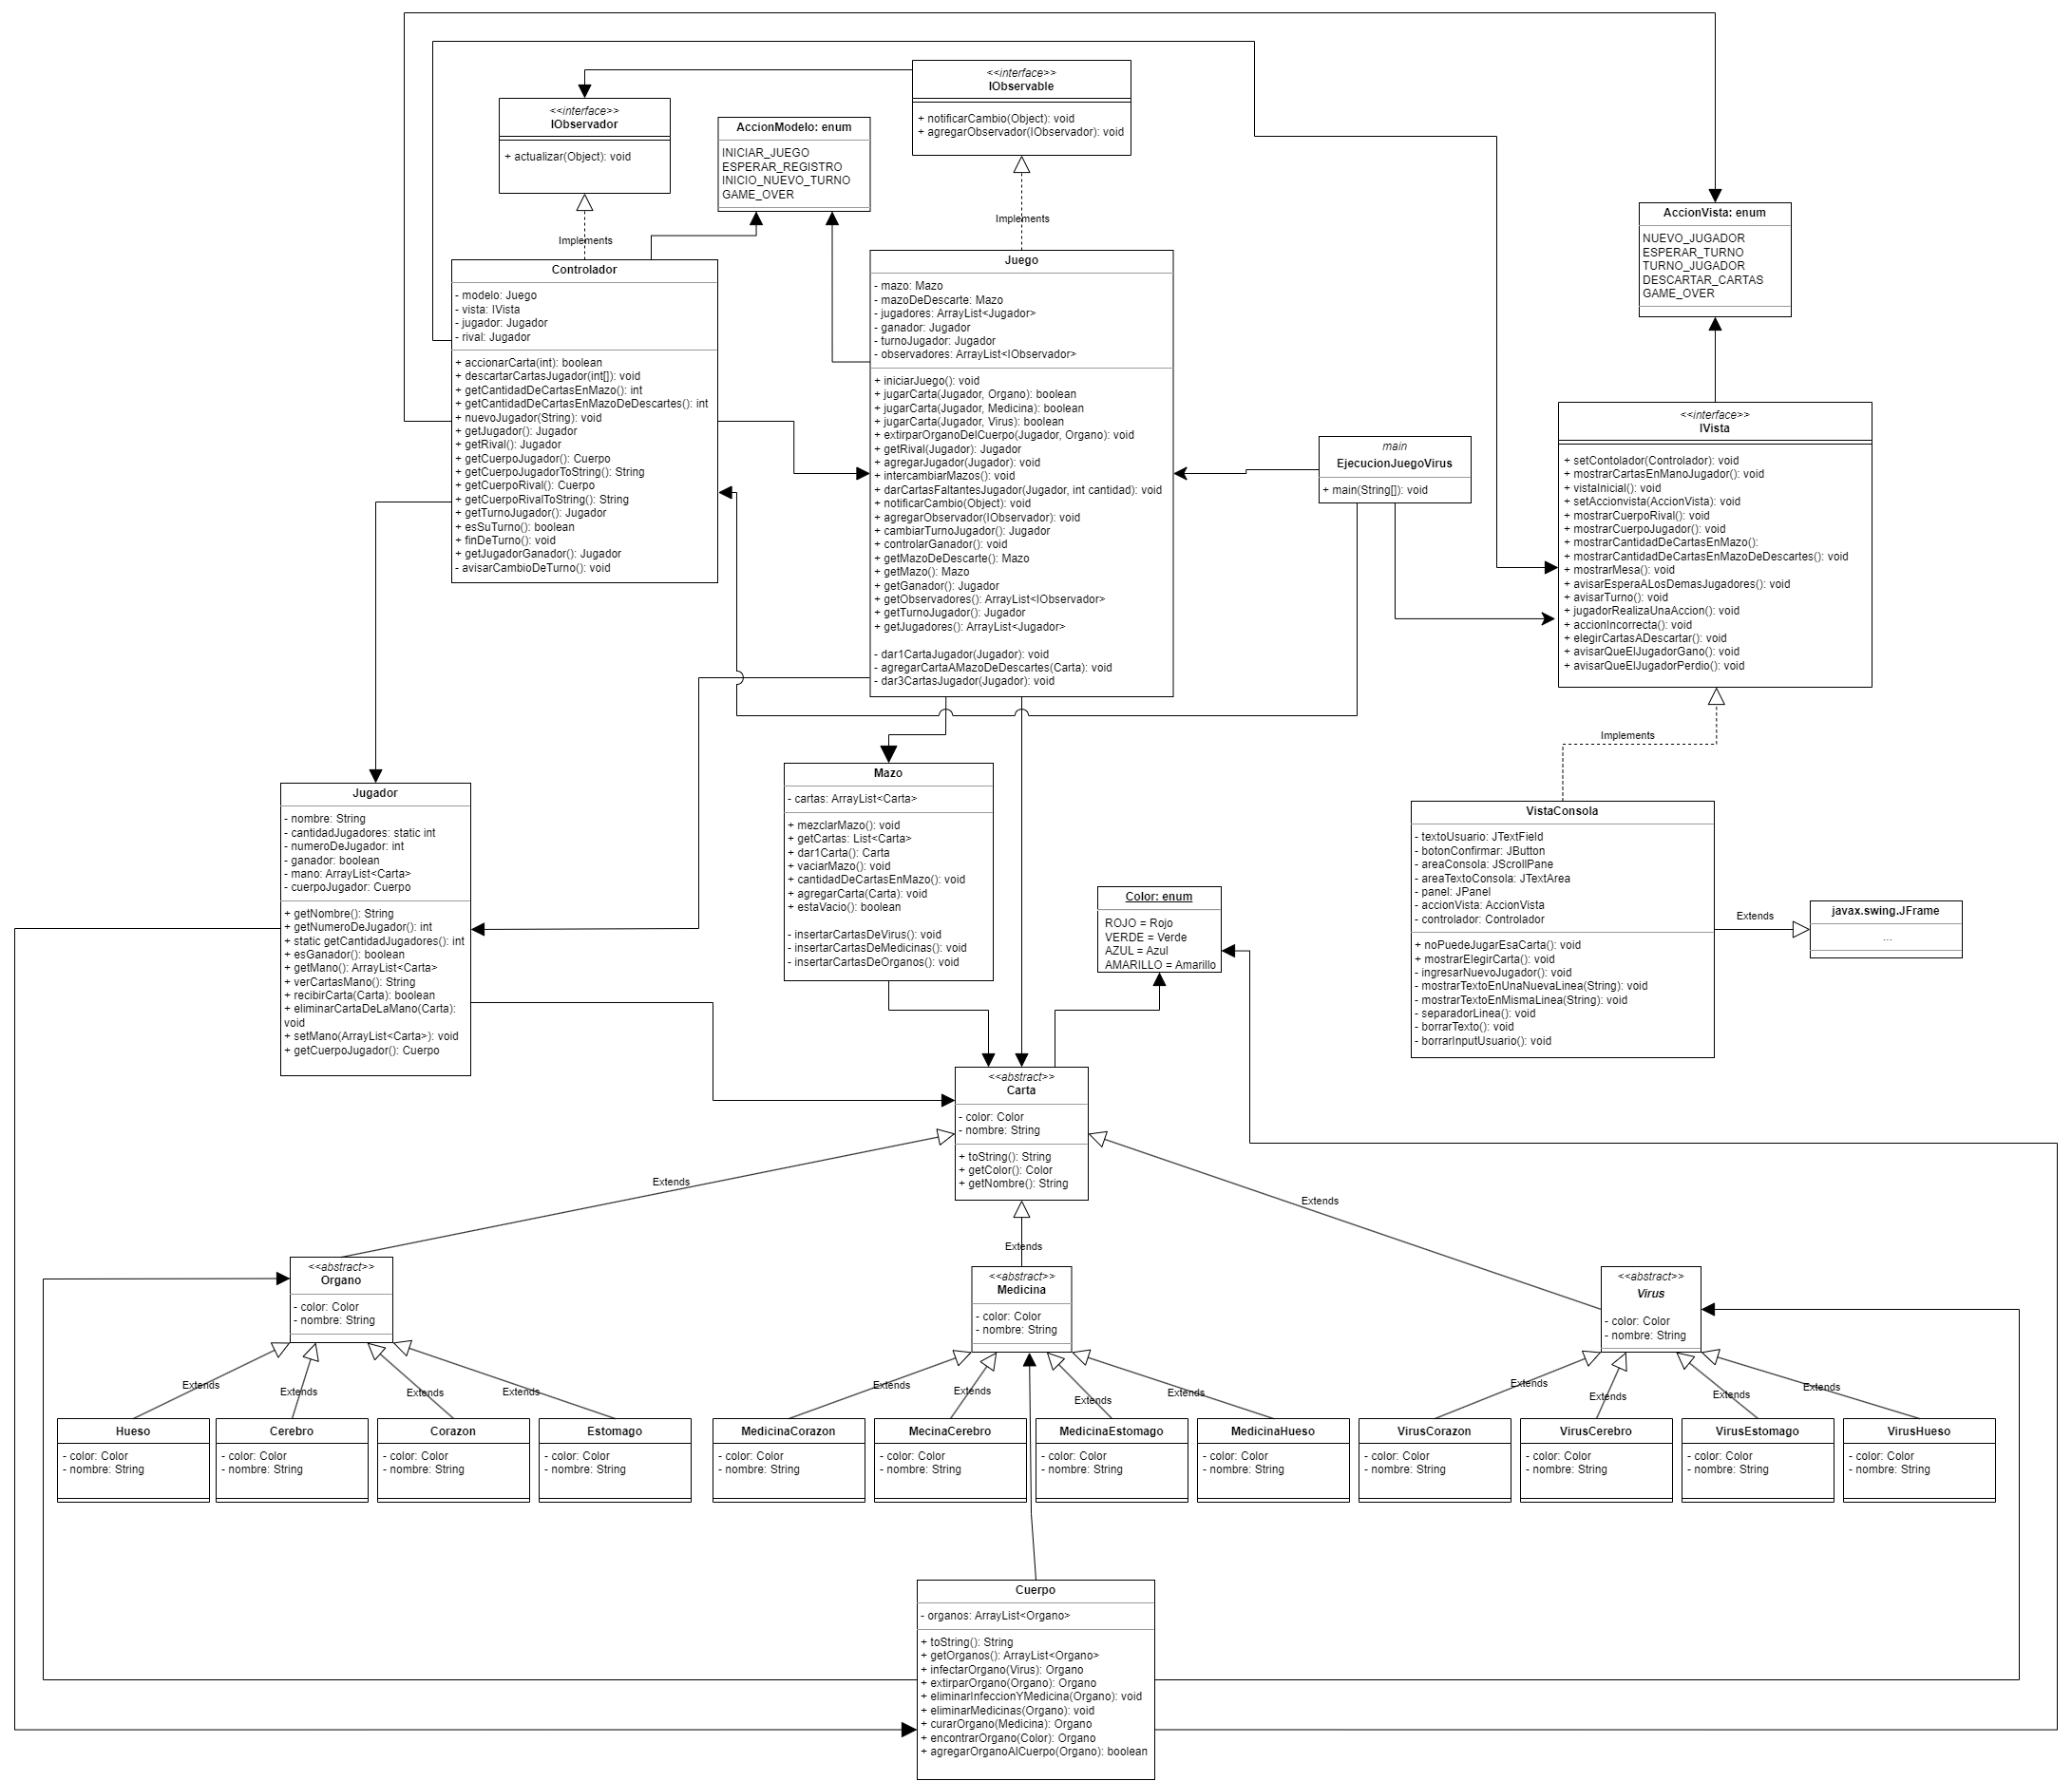 <<interface>>
IObservable
+ notificarCambio(Object): void
+ agregarObservador(IObservador): void
<<interface>>
IObservador
+ actualizar(Object): void
AccionModelo: enum
INICIAR_JUEGO
ESPERAR_REGISTRO
INICIO_NUEVO_TURNO
GAME_OVER
Implements
Implements
AccionVista: enum
NUEVO_JUGADOR
ESPERAR_TURNO
TURNO_JUGADOR
DESCARTAR_CARTAS
GAME_OVER
Controlador
- modelo: Juego
- vista: IVista
- jugador: Jugador
- rival: Jugador
+ accionarCarta(int): boolean
+ descartarCartasJugador(int[]): void
+ getCantidadDeCartasEnMazo(): int
+ getCantidadDeCartasEnMazoDeDescartes(): int
+ nuevoJugador(String): void
+ getJugador(): Jugador
+ getRival(): Jugador
+ getCuerpoJugador(): Cuerpo
+ getCuerpoJugadorToString(): String
+ getCuerpoRival(): Cuerpo
+ getCuerpoRivalToString(): String
+ getTurnoJugador(): Jugador
+ esSuTurno(): boolean
+ finDeTurno(): void
+ getJugadorGanador(): Jugador
- avisarCambioDeTurno(): void
Juego
- mazo: Mazo
- mazoDeDescarte: Mazo
- jugadores: ArrayList<Jugador>
- ganador: Jugador
- turnoJugador: Jugador
- observadores: ArrayList<IObservador>
+ iniciarJuego(): void
+ jugarCarta(Jugador, Organo): boolean
+ jugarCarta(Jugador, Medicina): boolean
+ jugarCarta(Jugador, Virus): boolean
+ extirparOrganoDelCuerpo(Jugador, Organo): void
+ getRival(Jugador): Jugador
+ agregarJugador(Jugador): void
+ intercambiarMazos(): void
+ darCartasFaltantesJugador(Jugador, int cantidad): void
+ notificarCambio(Object): void
+ agregarObservador(IObservador): void
+ cambiarTurnoJugador(): Jugador
+ controlarGanador(): void
+ getMazoDeDescarte(): Mazo
+ getMazo(): Mazo
+ getGanador(): Jugador
+ getObservadores(): ArrayList<IObservador>
+ getTurnoJugador(): Jugador
+ getJugadores(): ArrayList<Jugador>
- dar1CartaJugador(Jugador): void
- agregarCartaAMazoDeDescartes(Carta): void
- dar3CartasJugador(Jugador): void
main
EjecucionJuegoVirus
+ main(String[]): void
<<interface>>
IVista
+ setContolador(Controlador): void
+ mostrarCartasEnManoJugador(): void
+ vistaInicial(): void
+ setAccionvista(AccionVista): void
+ mostrarCuerpoRival(): void
+ mostrarCuerpoJugador(): void
+ mostrarCantidadDeCartasEnMazo():
+ mostrarCantidadDeCartasEnMazoDeDescartes(): void
+ mostrarMesa(): void
+ avisarEsperaALosDemasJugadores(): void
+ avisarTurno(): void
+ jugadorRealizaUnaAccion(): void
+ accionIncorrecta(): void
+ elegirCartasADescartar(): void
+ avisarQueElJugadorGano(): void
+ avisarQueElJugadorPerdio(): void
Implements
Jugador
- nombre: String
- cantidadJugadores: static int
- numeroDeJugador: int
- ganador: boolean
- mano: ArrayList<Carta>
- cuerpoJugador: Cuerpo
+ getNombre(): String
+ getNumeroDeJugador(): int
+ static getCantidadJugadores(): int
+ esGanador(): boolean
+ getMano(): ArrayList<Carta>
+ verCartasMano(): String
+ recibirCarta(Carta): boolean
+ eliminarCartaDeLaMano(Carta):
void
+ setMano(ArrayList<Carta>): void
+ getCuerpoJugador(): Cuerpo
Mazo
- cartas: ArrayList<Carta>
+ mezclarMazo(): void
+ getCartas: List<Carta>
+ dar1Carta(): Carta
+ vaciarMazo(): void
+ cantidadDeCartasEnMazo(): void
+ agregarCarta(Carta): void
+ estaVacio(): boolean
- insertarCartasDeVirus(): void
- insertarCartasDeMedicinas(): void
- insertarCartasDeOrganos(): void
Color: enum
ROJO = Rojo
VERDE = Verde
AZUL = Azul
AMARILLO = Amarillo
VistaConsola
- textoUsuario: JTextField
- botonConfirmar: JButton
- areaConsola: JScrollPane
- areaTextoConsola: JTextArea
- panel: JPanel
- accionVista: AccionVista
- controlador: Controlador
+ noPuedeJugarEsaCarta(): void
+ mostrarElegirCarta(): void
- ingresarNuevoJugador(): void
- mostrarTextoEnUnaNuevaLinea(String): void
- mostrarTextoEnMismaLinea(String): void
- separadorLinea(): void
- borrarTexto(): void
- borrarInputUsuario(): void
Extends
javax.swing.JFrame
...
<<abstract>>
Carta
- color: Color
- nombre: String
+ toString(): String
+ getColor(): Color
+ getNombre(): String
Extends
Extends
Extends
<<abstract>>
Organo
- color: Color
- nombre: String
<<abstract>>
Medicina
- color: Color
- nombre: String
<<abstract>>
Virus
- color: Color
- nombre: String
Extends
Extends
Extends
Extends
Extends
Extends
Extends
Extends
Extends
Extends
Extends
Extends
Hueso
- color: Color
- nombre: String
Cerebro
- color: Color
- nombre: String
Corazon
- color: Color
- nombre: String
Estomago
- color: Color
- nombre: String
MedicinaCorazon
- color: Color
- nombre: String
MecinaCerebro
- color: Color
- nombre: String
MedicinaEstomago
- color: Color
- nombre: String
MedicinaHueso
- color: Color
- nombre: String
VirusCorazon
- color: Color
- nombre: String
VirusCerebro
- color: Color
- nombre: String
VirusEstomago
- color: Color
- nombre: String
VirusHueso
- color: Color
- nombre: String
Cuerpo
- organos: ArrayList<Organo>
+ toString(): String
+ getOrganos(): ArrayList<Organo>
+ infectarOrgano(Virus): Organo
+ extirparOrgano(Organo): Organo
+ eliminarInfeccionYMedicina(Organo): void
+ eliminarMedicinas(Organo): void
+ curarOrgano(Medicina): Organo
+ encontrarOrgano(Color): Organo
+ agregarOrganoAlCuerpo(Organo): boolean